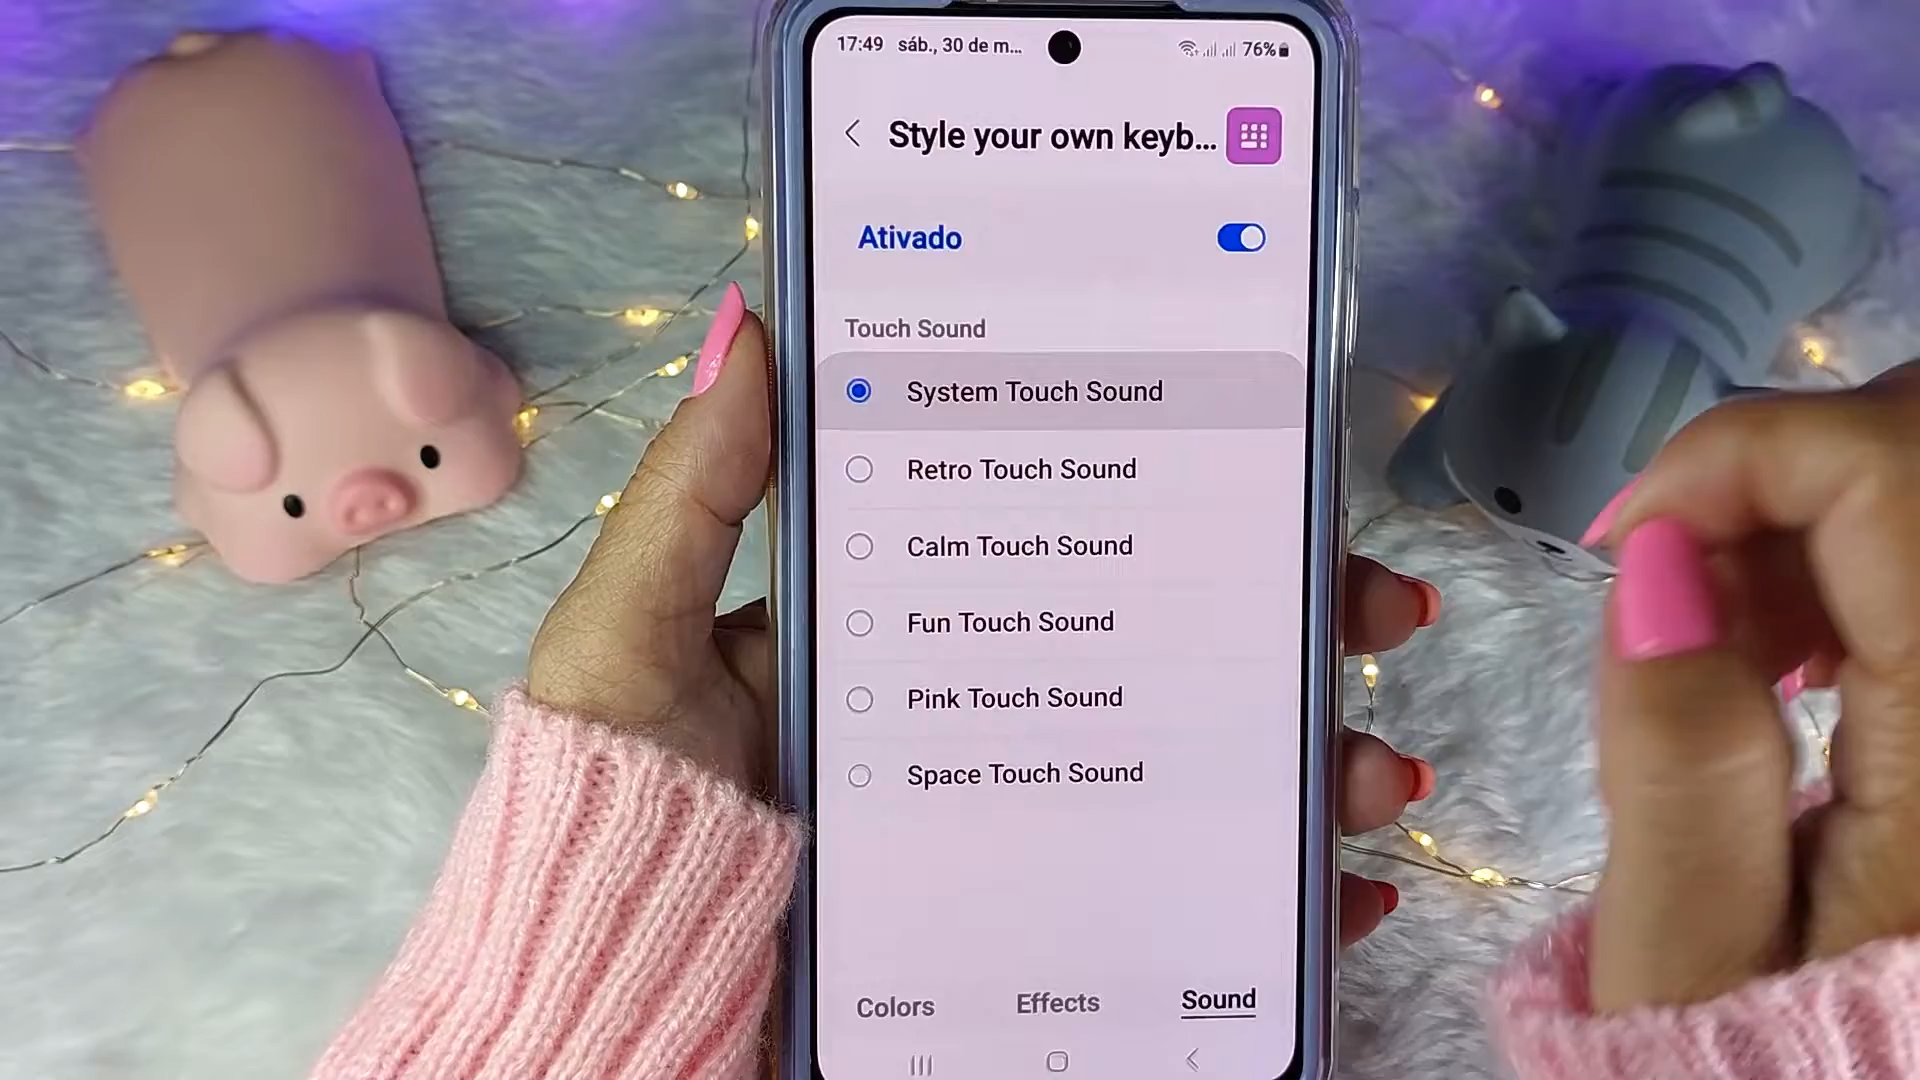 17:49 sáb., 30 de m... 76%
Style your own keyb...
Ativado
Touch Sound
System Touch Sound
Retro Touch Sound
Calm Touch Sound
Fun Touch Sound
Pink Touch Sound
Space Touch Sound
Colors Effects Sound